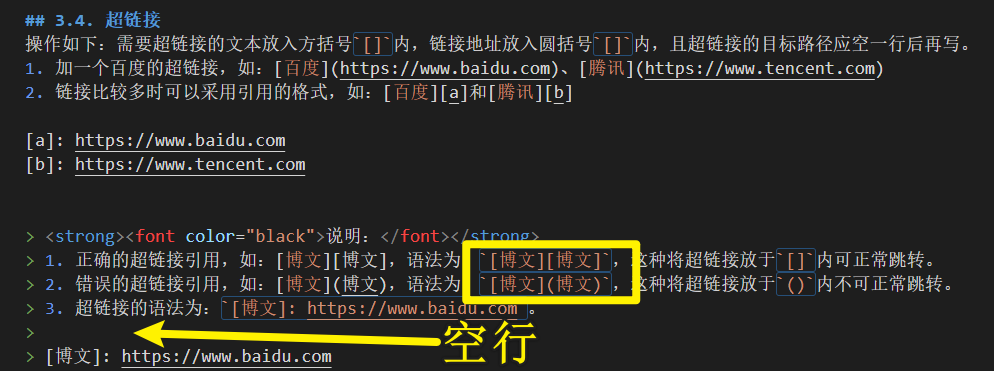 ## 3.4. 超链接
操作如下：需要超链接的文本放入方括号`[]`内，链接地址放入圆括号`[]`内，且超链接的目标路径应空一行后再写。
1. 加一个百度的超链接，如：[百度](https://www.baidu.com)、[腾讯](https://www.tencent.com)
2. 链接比较多时可以采用引用的格式，如：[百度][a]和[腾讯][b]
[a]: https://www.baidu.com
[b]: https://www.tencent.com
> <strong><font color="black">说明：</font></strong>
> 1. 正确的超链接引用，如：[博文][博文]，语法为`[博文][博文]`，这种将超链接放于`[]`内可正常跳转。
> 2. 错误的超链接引用，如：[博文](博文)，语法为`[博文](博文)`，这种将超链接放于`()`内不可正常跳转。
> 3. 超链接的语法为：`[博文]: https://www.baidu.com`。
>
空行
> [博文]: https://www.baidu.com